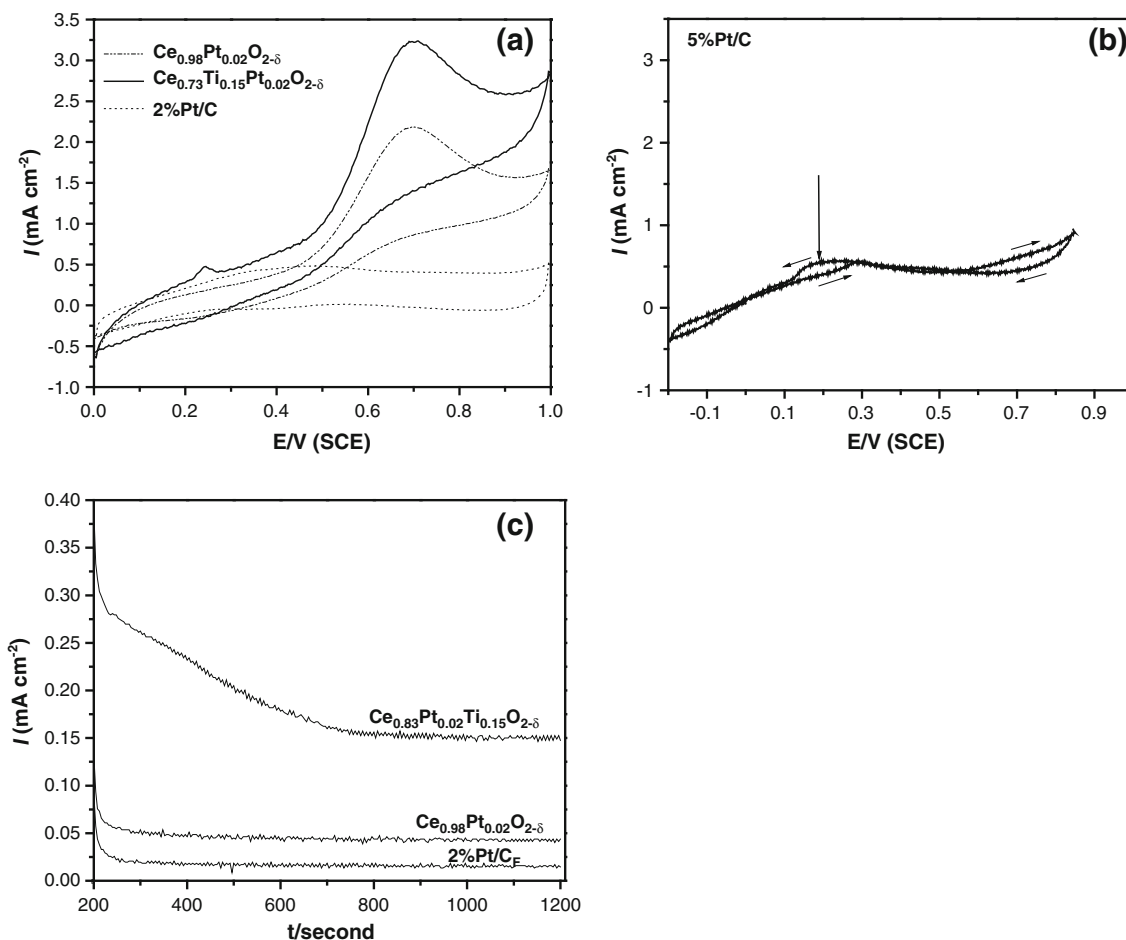 (a)
Ce0.98Pt0.02O2-δ
Ce0.73Ti0.15Pt0.02O2-δ
2%Pt/C
I (mA cm-2)
3.5
3.0
2.5
2.0
1.5
1.0
0.5
0.0
-0.5
-1.0
0.0 0.2 0.4 0.6 0.8 1.0
E/V (SCE)
5%Pt/C
(b)
I (mA cm-2)
3
2
1
0
-1
-0.1 0.1 0.3 0.5 0.7 0.9
E/V (SCE)
(c)
I (mA cm-2)
0.40
0.35
0.30
0.25
0.20
0.15
0.10
0.05
0.00
Ce0.83Pt0.02Ti0.15O2-δ
Ce0.98Pt0.02O2-δ
2%Pt/CF
200 400 600 800 1000 1200
t/second